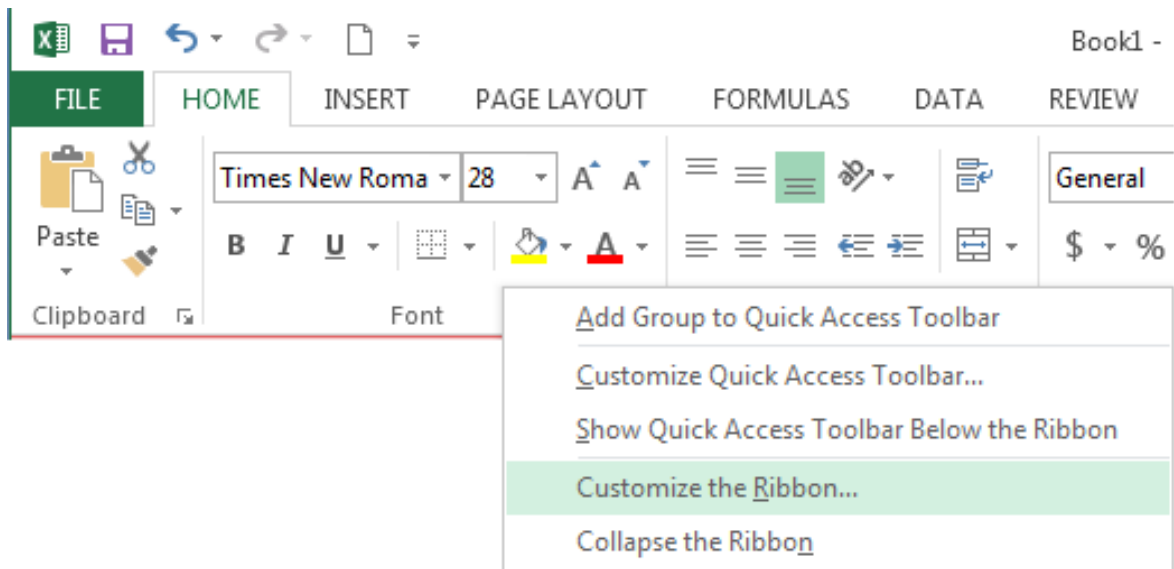 Book1 -
FILE HOME INSERT PAGE LAYOUT FORMULAS DATA REVIEW
Times New Roma 28 A A ab General
Paste B I U A $ %
Clipboard Font
Add Group to Quick Access Toolbar
Customize Quick Access Toolbar...
Show Quick Access Toolbar Below the Ribbon
Customize the Ribbon...
Collapse the Ribbon